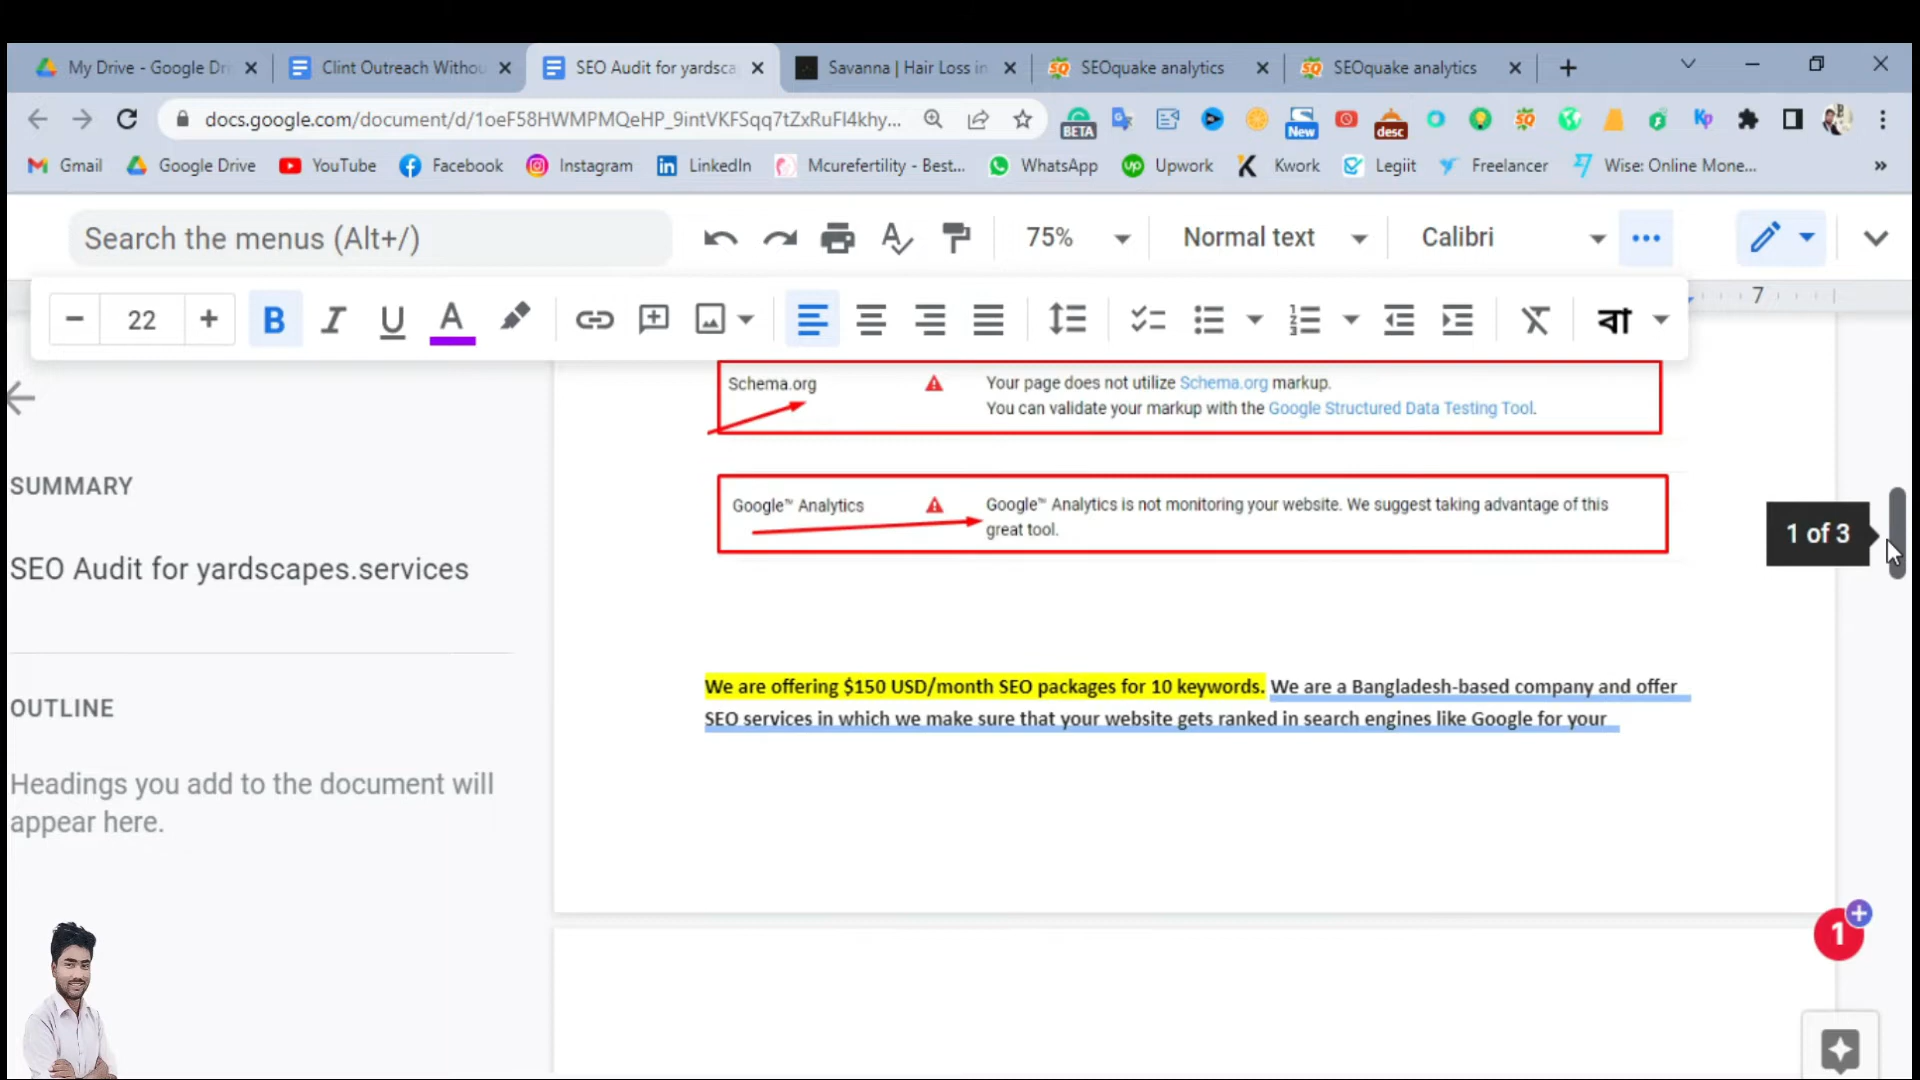 My Drive - Google Dri
Clint Outreach Withou
SEO Audit for yardsca
Savanna | Hair Loss in
SEOquake analytics
SEOquake analytics
docs.google.com/document/d/1oeF58HWMPMQeHP_9intVKFSqq7tZxRuFl4khy...
BETA
New
desc
Gmail
Google Drive
YouTube
Facebook
Instagram
LinkedIn
Mcurefertility - Best...
WhatsApp
Upwork
Kwork
Legiit
Freelancer
Wise: Online Mone...
Search the menus (Alt+/)
75%
Normal text
Calibri
7
22
B
I
U
A
বা
Schema.org
Your page does not utilize Schema.org markup.
You can validate your markup with the Google Structured Data Testing Tool.
SUMMARY
Google™ Analytics
Google™ Analytics is not monitoring your website. We suggest taking advantage of this
great tool.
1 of 3
SEO Audit for yardscapes.services
OUTLINE
We are offering $150 USD/month SEO packages for 10 keywords. We are a Bangladesh-based company and offer
SEO services in which we make sure that your website gets ranked in search engines like Google for your
Headings you add to the document will
appear here.
1